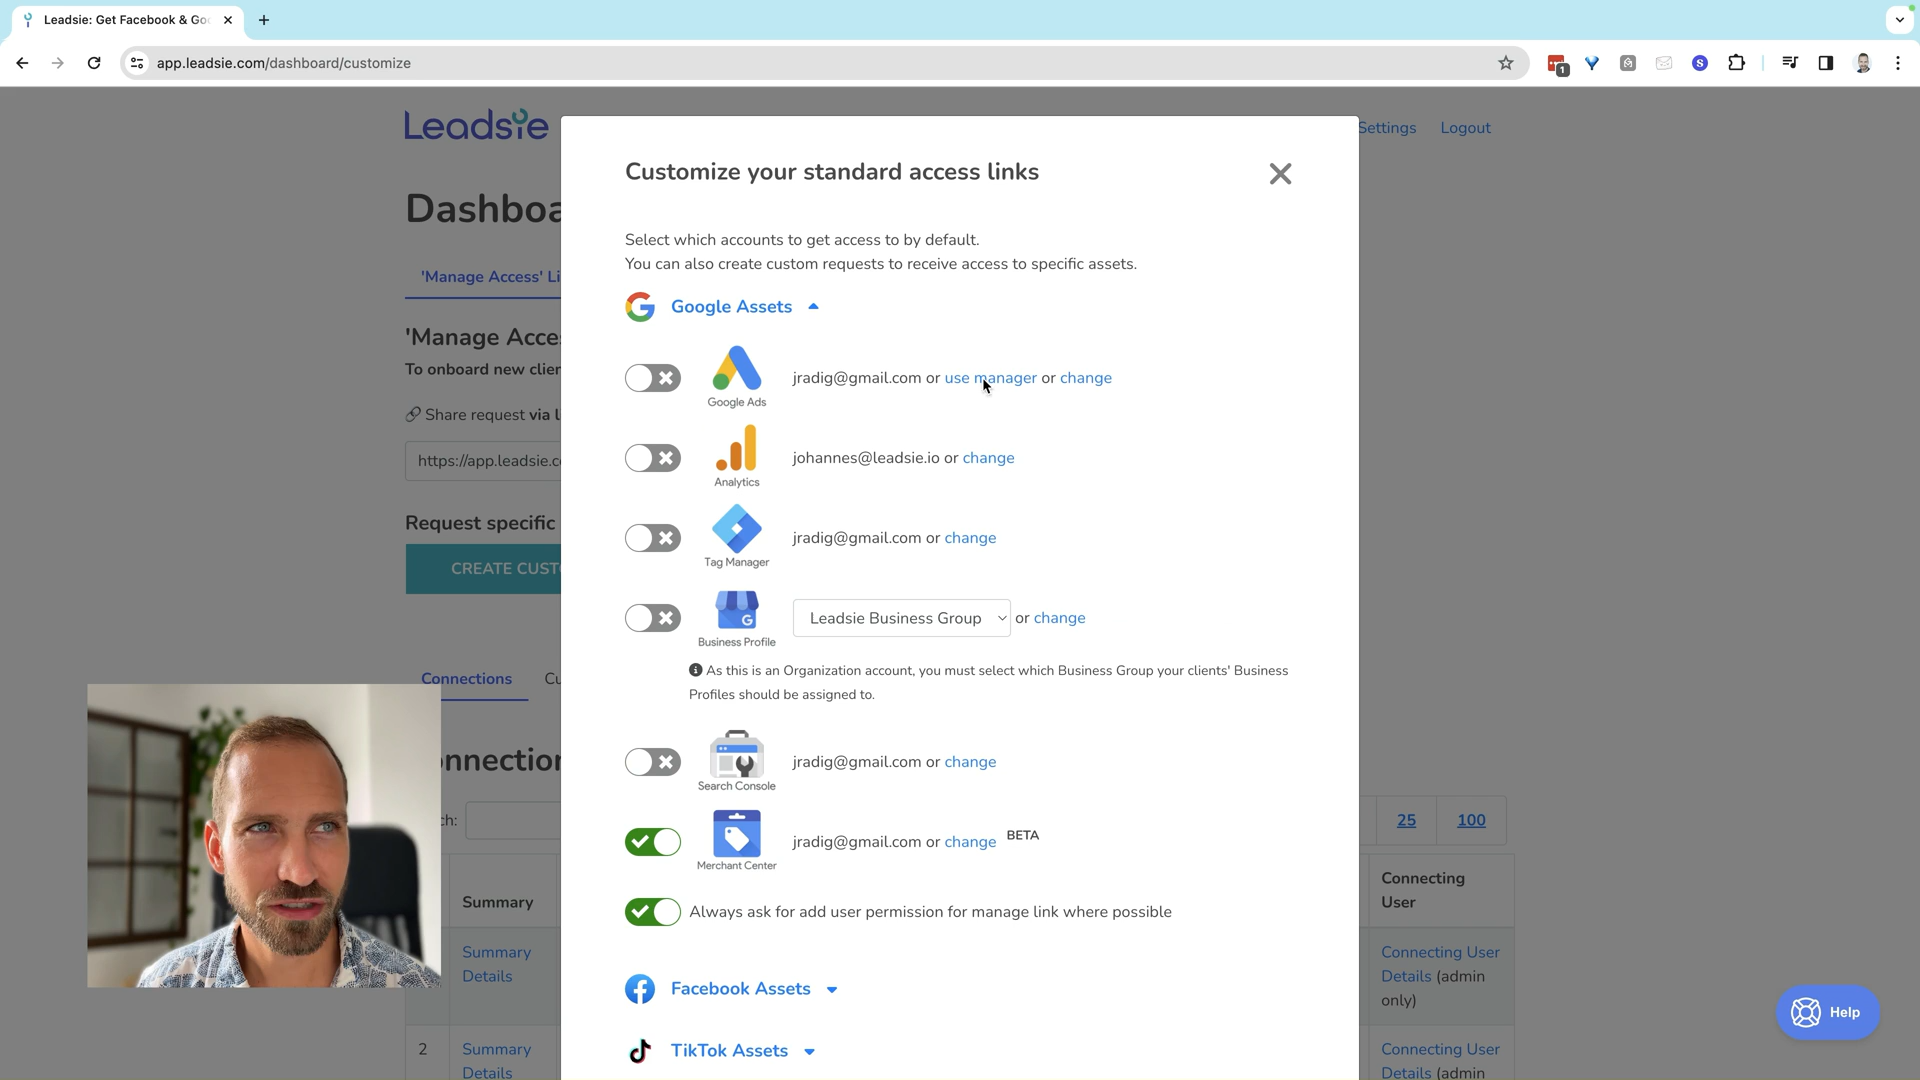 Leadsie: Get Facebook & Go
app.leadsie.com/dashboard/customize
1
S
Leadsie
Settings
Logout
Customize your standard access links
Dashboa
Select which accounts to get access to by default.
You can also create custom requests to receive access to specific assets.
'Manage Access' Li
Google Assets
'Manage Acce
To onboard new clien
jradig@gmail.com or use manager or change
Google Ads
Share request via l
https://app.leadsie.c
johannes@leadsie.io or change
Analytics
Request specific
jradig@gmail.com or change
Tag Manager
CREATE CUST
Leadsie Business Group
or change
G
Business Profile
As this is an Organization account, you must select which Business Group your clients' Business
Profiles should be assigned to.
Connections
Cu
onnection
jradig@gmail.com or change
Search Console
ch:
25
100
jradig@gmail.com or change BETA
Merchant Center
Summary
Connecting
User
Always ask for add user permission for manage link where possible
Summary
Details
Connecting User
Details (admin
only)
Facebook Assets
Help
2
Summary
Details
TikTok Assets
Connecting User
Details (admin